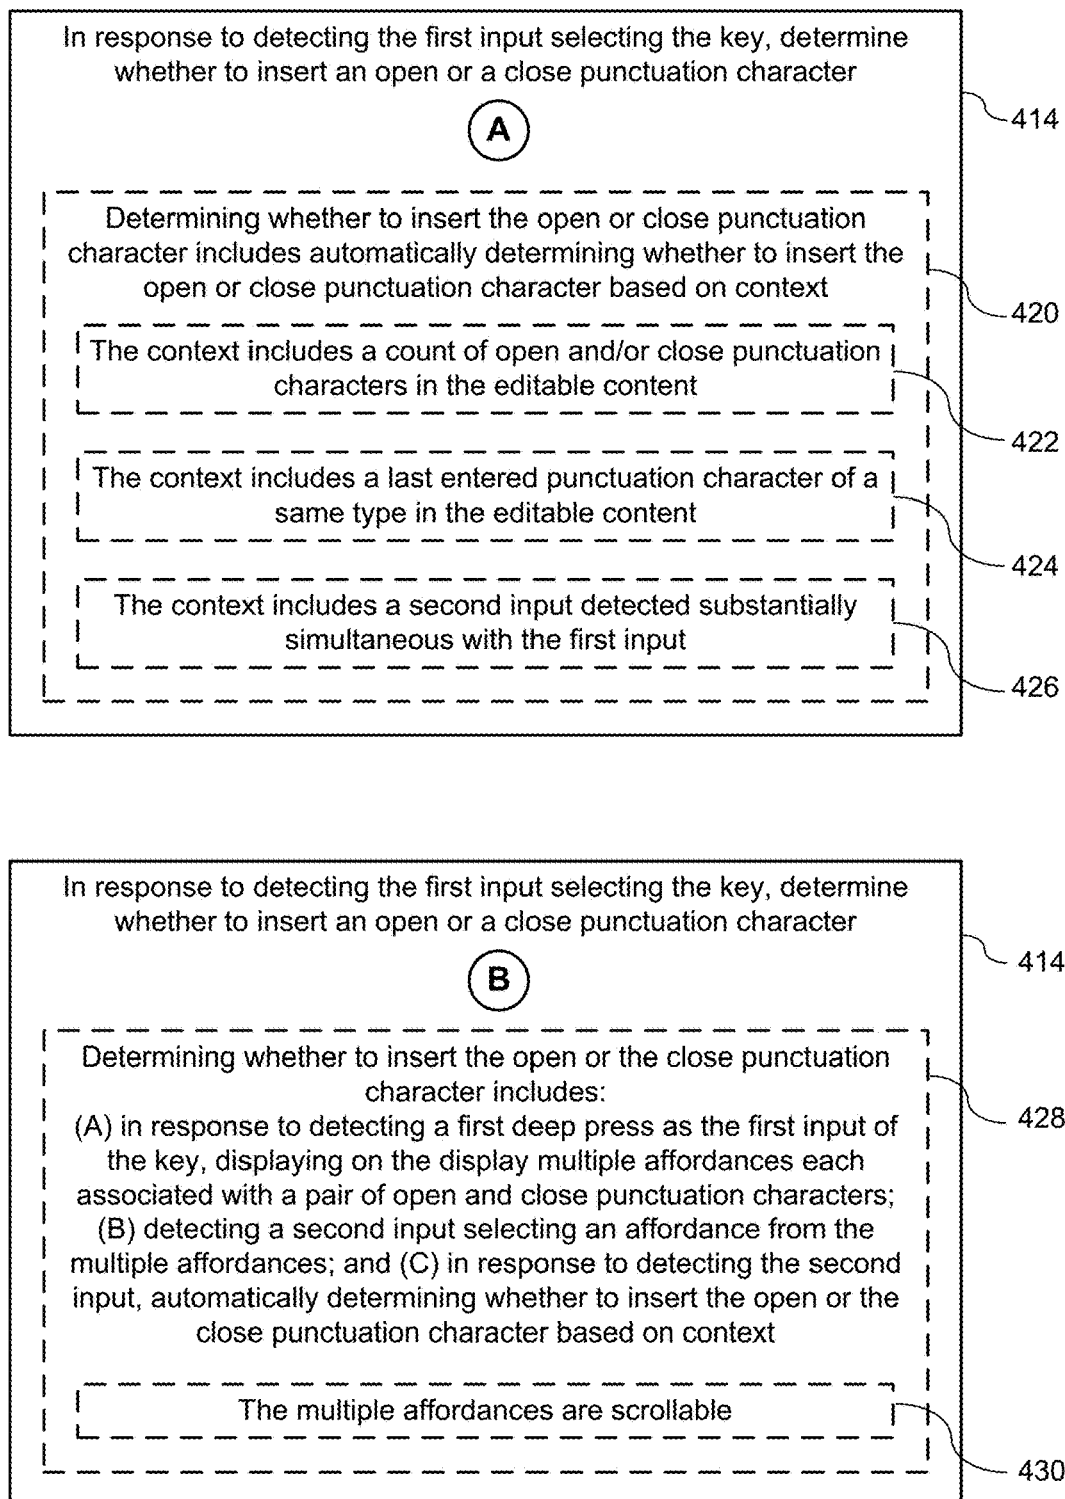 In response to detecting the first input selecting the key, determine
whether to insert an open or a close punctuation character
414
A
Determining whether to insert the open or close punctuation
character includes automatically determining whether to insert the
open or close punctuation character based on context
420
The context includes a count of open and/or close punctuation
characters in the editable content
422
The context includes a last entered punctuation character of a
same type in the editable content
424
The context includes a second input detected substantially
simultaneous with the first input
426
In response to detecting the first input selecting the key, determine
whether to insert an open or a close punctuation character
414
B
Determining whether to insert the open or the close punctuation
character includes:
428
(A) in response to detecting a first deep press as the first input of
the key, displaying on the display multiple affordances each
associated with a pair of open and close punctuation characters;
(B) detecting a second input selecting an affordance from the
multiple affordances; and (C) in response to detecting the second
input, automatically determining whether to insert the open or the
close punctuation character based on context
The multiple affordances are scrollable
430